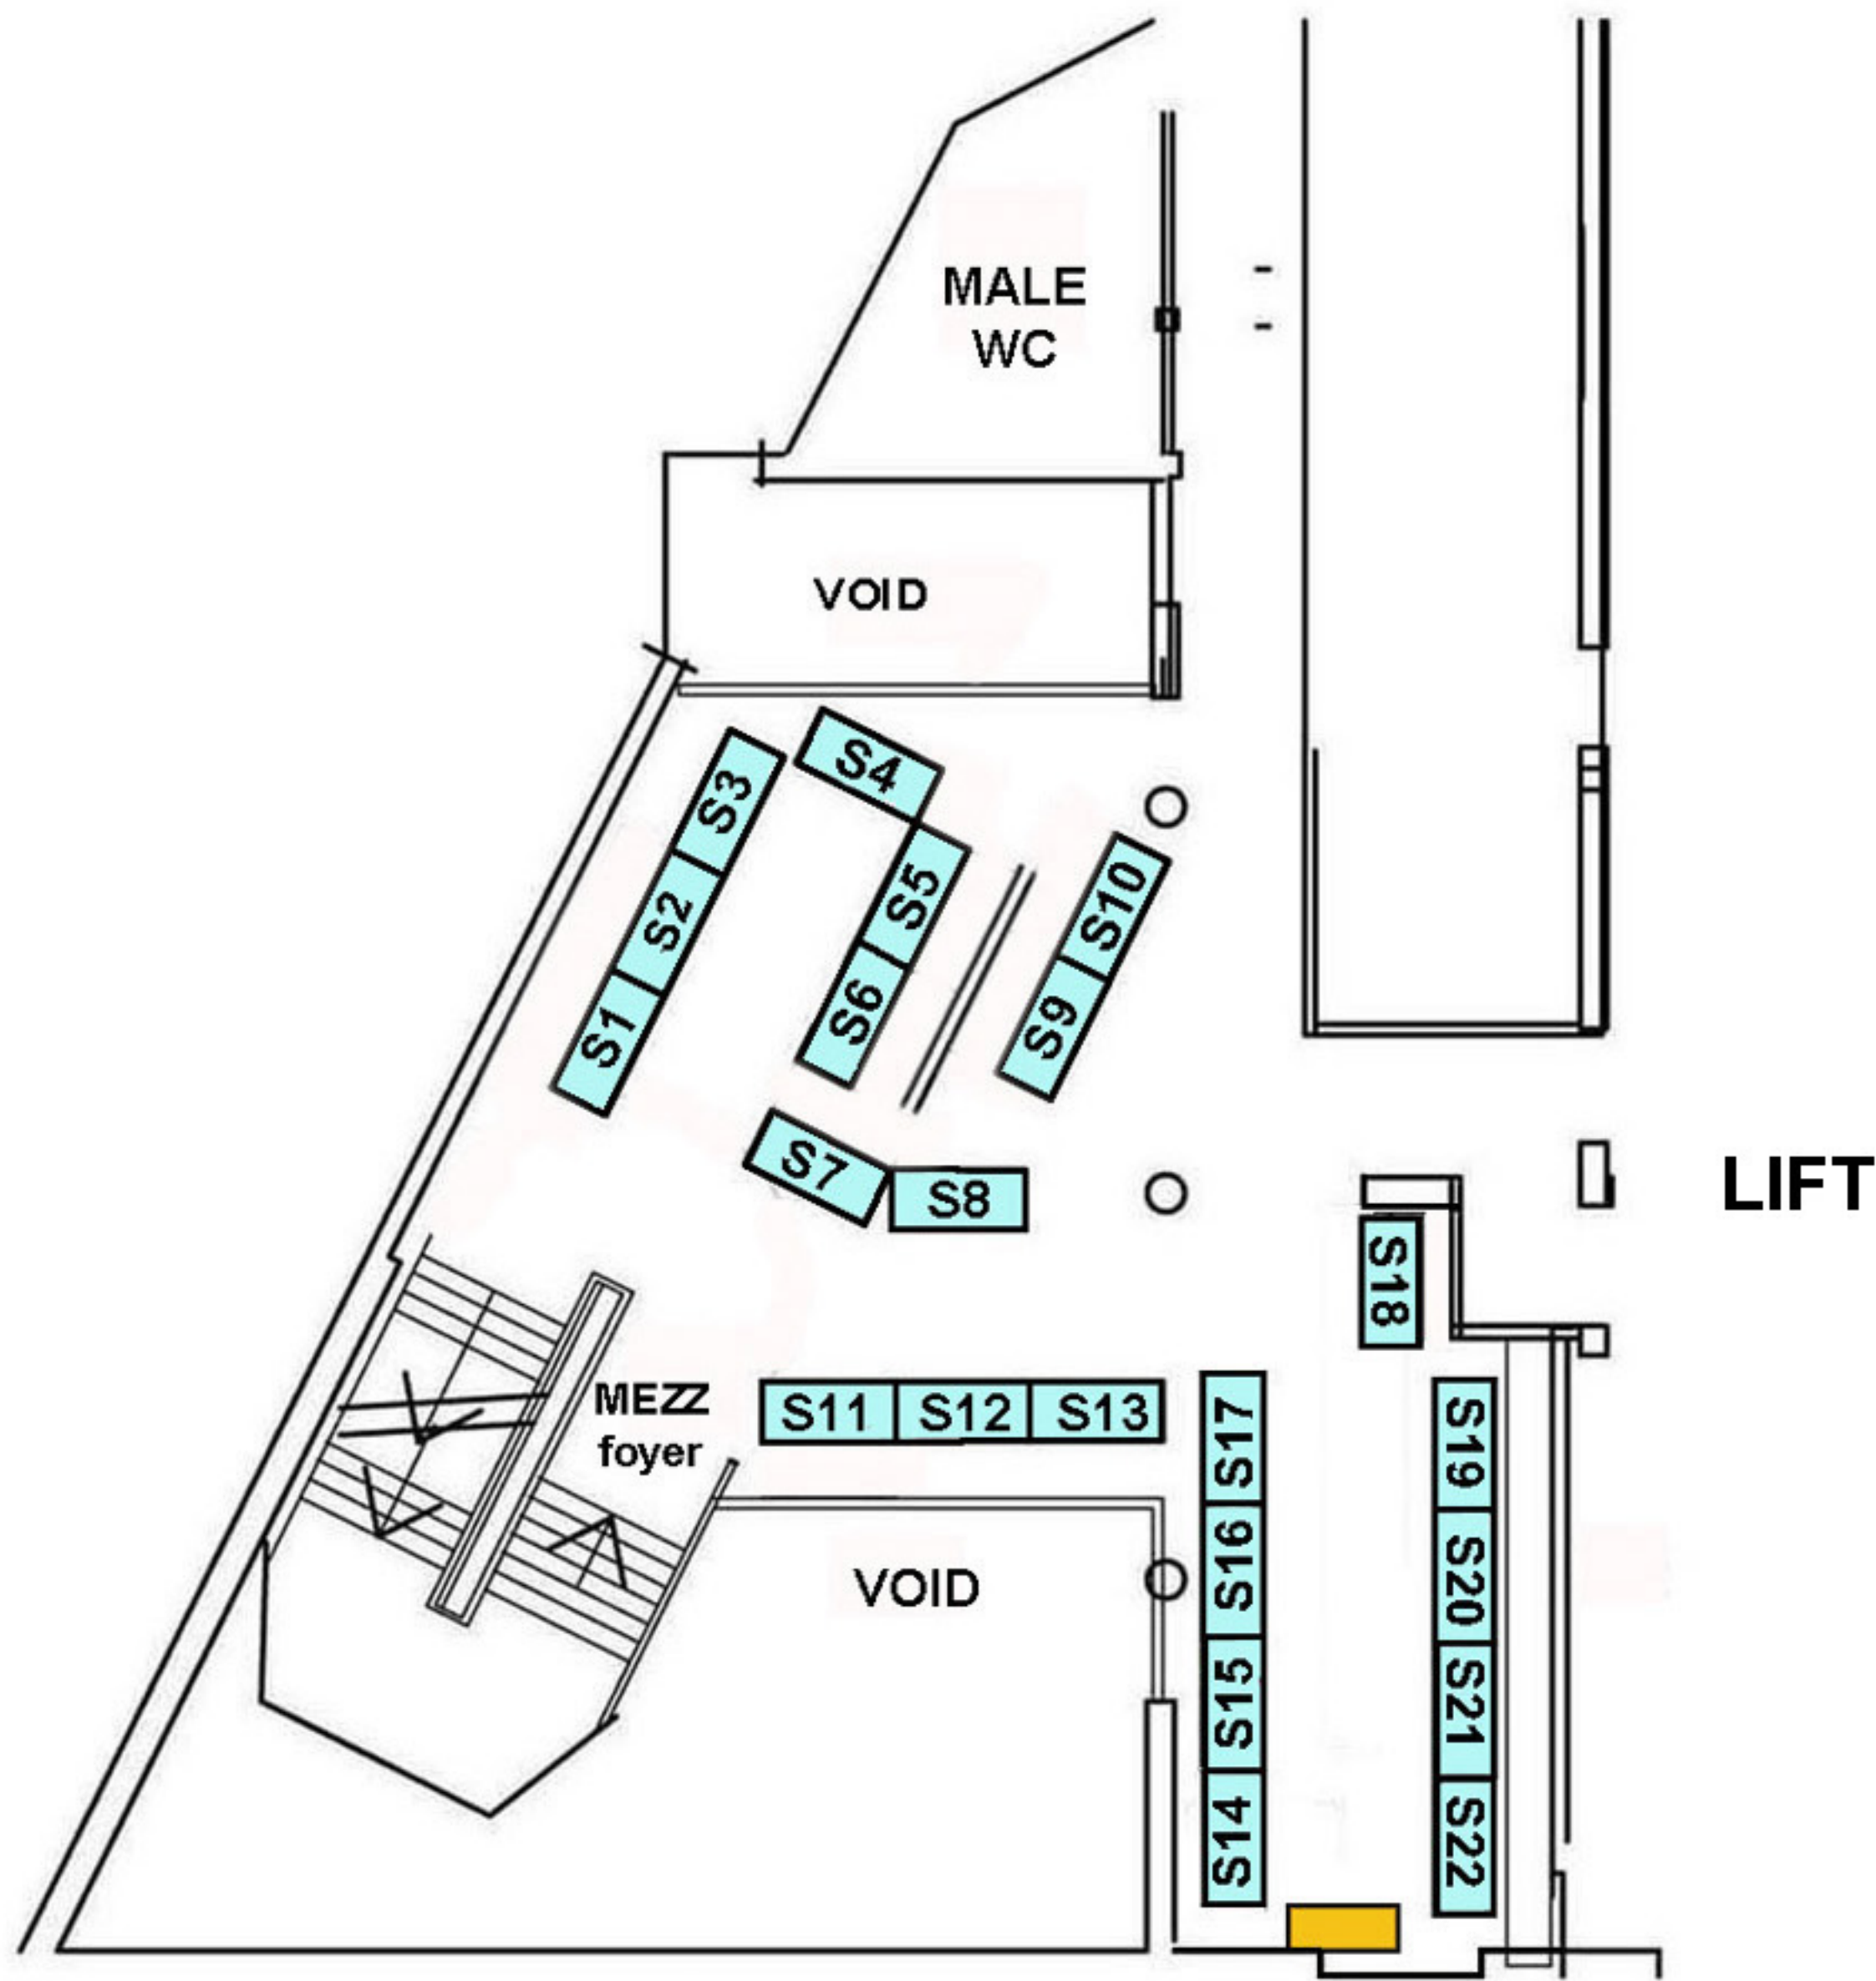 MALE
WC
VOID
S4
S3
S2
S1
S5
S6
S10
S9
S7
S8
LIFT
S18
MEZZ
foyer
S11
S12
S13
VOID
S17
S16
S15
S14
S19
S20
S21
S22